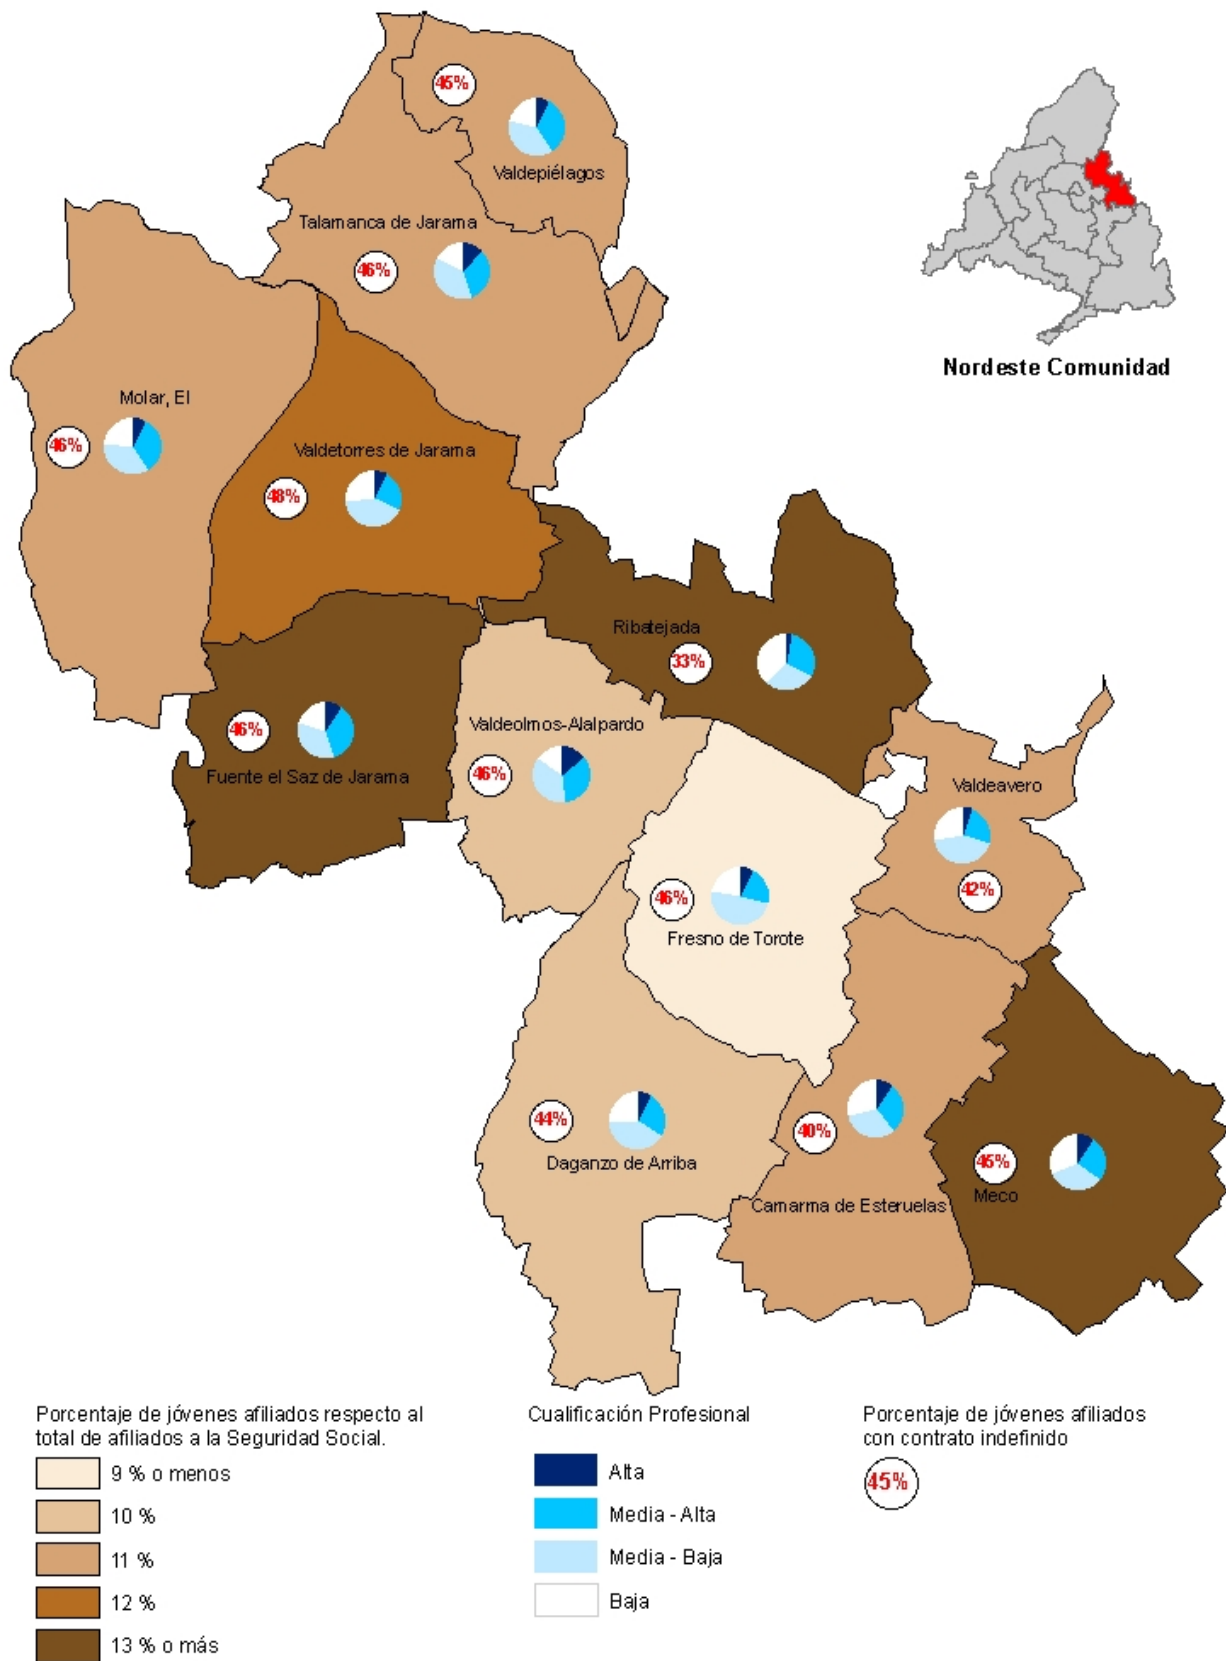 45%
Valdepiélagos
Talamanca de Jarama
46%
Nordeste Comunidad
Molar, El
46%
Valdetorres de Jarama
48%
Ribatejada
33%
Valdeolmos-Alalpardo
46%
46%
Fuente el Saz de Jarama
Valdeavero
42%
46%
Fresno de Torote
44%
Daganzo de Arriba
40%
Camarma de Esteruelas
45%
Meco
Porcentaje de jóvenes afiliados respecto al
total de afiliados a la Seguridad Social.
9 % o menos
10 %
11 %
12 %
13 % o más
Cualificación Profesional
Alta
Media - Alta
Media - Baja
Baja
Porcentaje de jóvenes afiliados
con contrato indefinido
45%